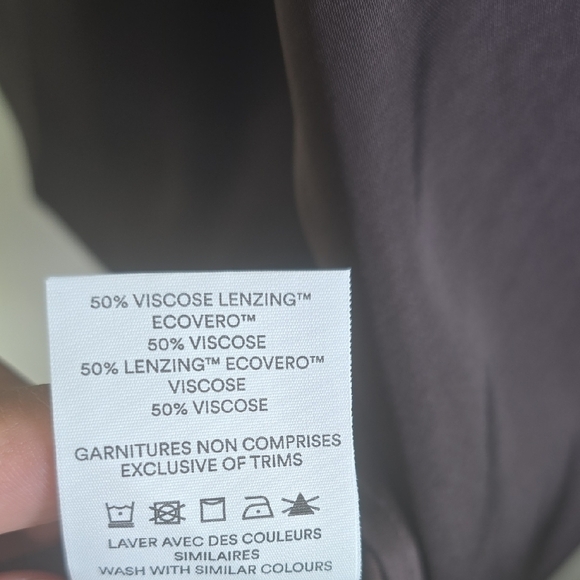 50% VISCOSE LENZING™
ECOVERO™
50% VISCOSE
50% LENZING™ ECOVERO™
VISCOSE
50% VISCOSE
GARNITURES NON COMPRISES
EXCLUSIVE OF TRIMS
LAVER AVEC DES COULEURS
SIMILAIRES
WASH WITH SIMILAR COLOURS